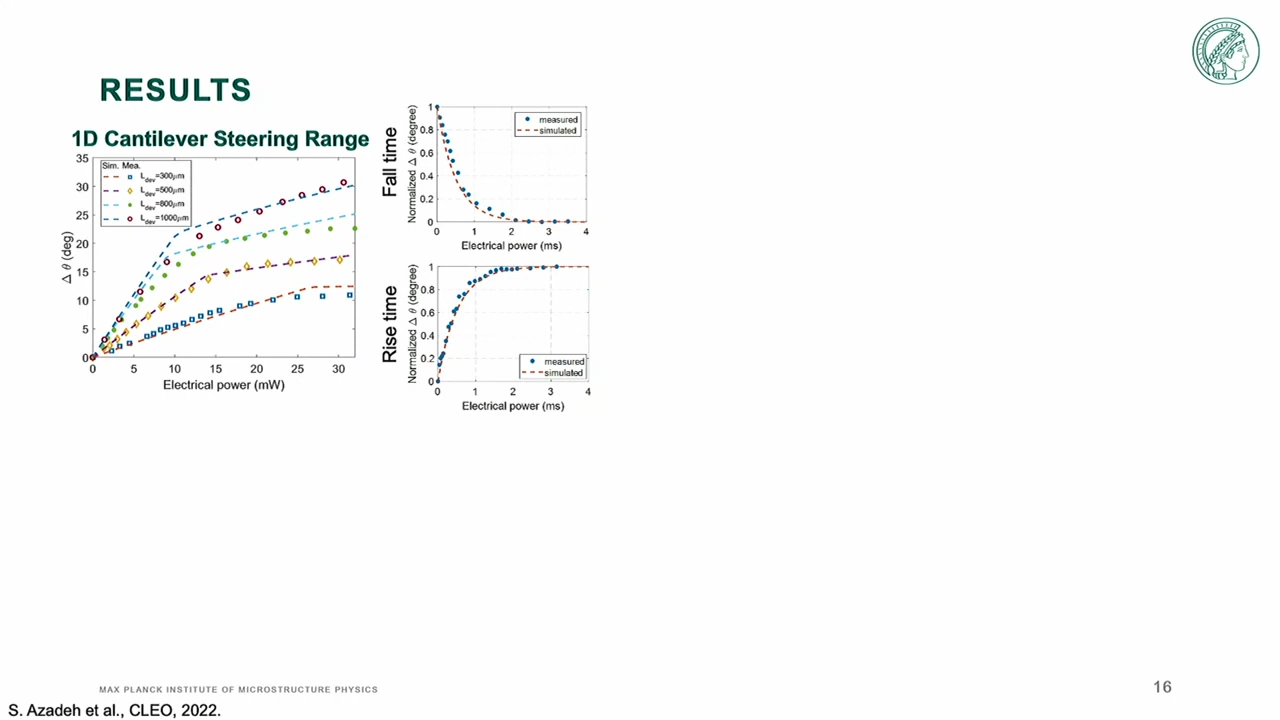 RESULTS
1D Cantilever Steering Range
35
30
25
20
15
10
5
0
Δ θ (deg)
Sim. Mea.
L_dev=300μm
L_dev=500μm
L_dev=800μm
L_dev=1000μm
0 5 10 15 20 25 30
Electrical power (mW)
Fall time
Normalized Δ θ (degree)
1
0.8
0.6
0.4
0.2
0
measured
simulated
0 1 2 3 4
Electrical power (ms)
Rise time
Normalized Δ θ (degree)
1
0.8
0.6
0.4
0.2
0
measured
simulated
0 1 2 3 4
Electrical power (ms)
MAX PLANCK INSTITUTE OF MICROSTRUCTURE PHYSICS
16
S. Azadeh et al., CLEO, 2022.